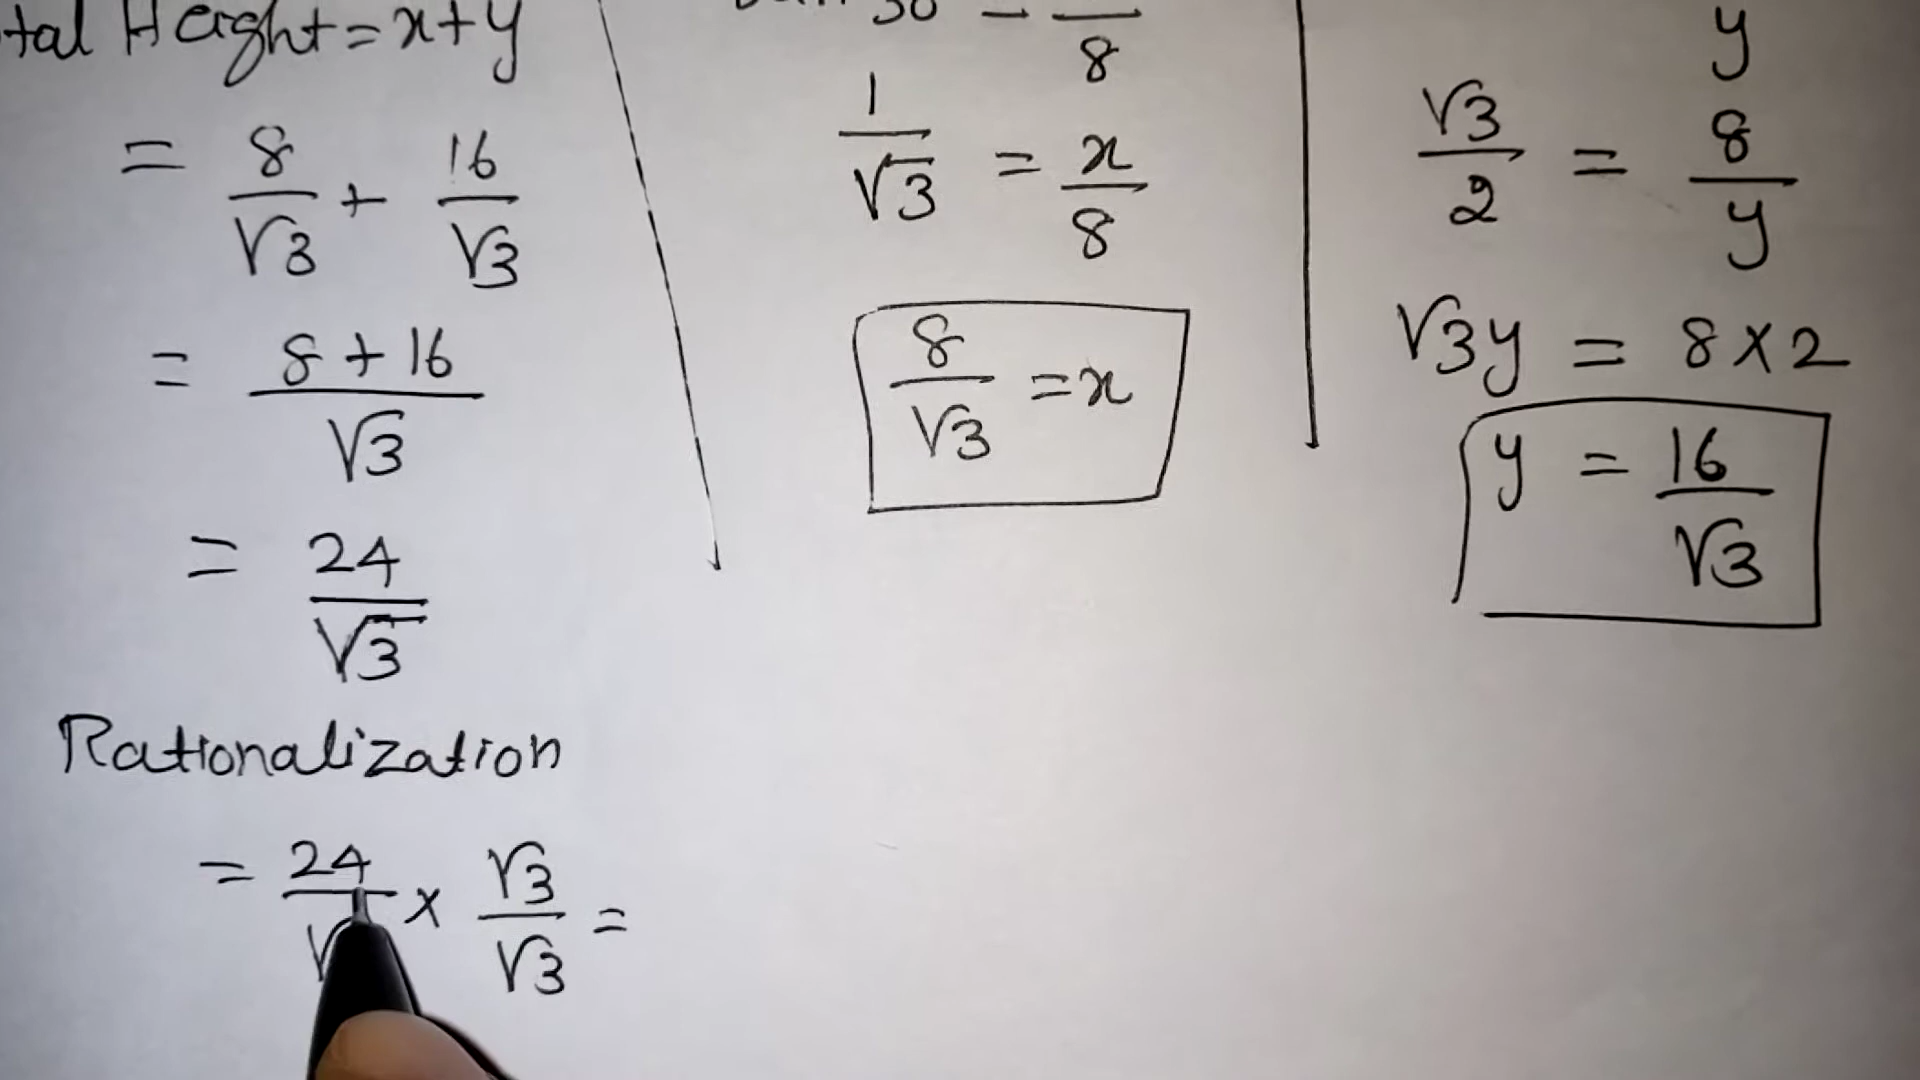 tal Height = x+y
= 8/√3 + 16/√3
= 8+16/√3
= 24/√3
Rationalization
= 24/√ × √3/√3 =
30 = /8
1/√3 = x/8
8/√3 = x
y
√3/2 = 8/y
√3y = 8×2
y = 16/√3